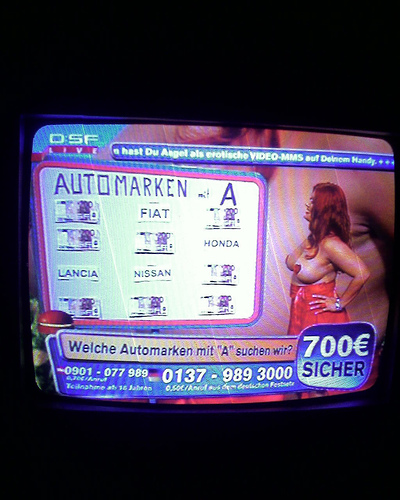 DSF
LIVE
hast Du Angel als erotische VIDEO-MMS auf Deinem Handy. +++
AUTOMARKEN mit A
FIAT
HONDA
LANCIA NISSAN
Welche Automarken mit "A" suchen wir?
700€
SICHER
0901 - 077 989 0137 - 989 3000
Teilnahme ab 18 Jahren 0,50€/Anruf aus dem deutschen Festnetz